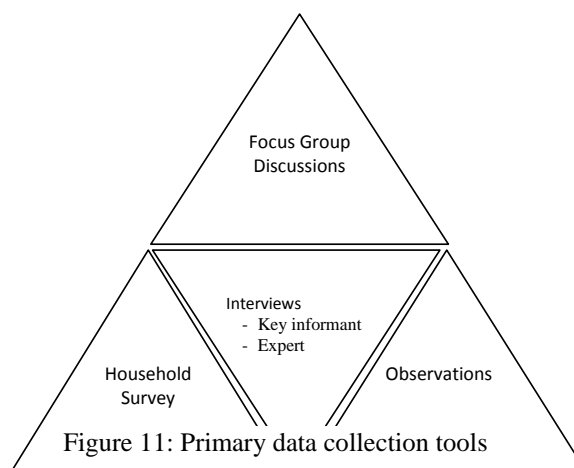 Focus Group
Discussions
Interviews
- Key informant
- Expert
Household
Survey
Observations
Figure 11: Primary data collection tools